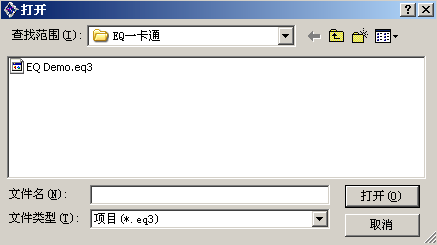 打开
查找范围(I): EQ一卡通
EQ Demo.eq3
文件名(N): 打开(O)
文件类型(T): 项目(*.eq3) 取消